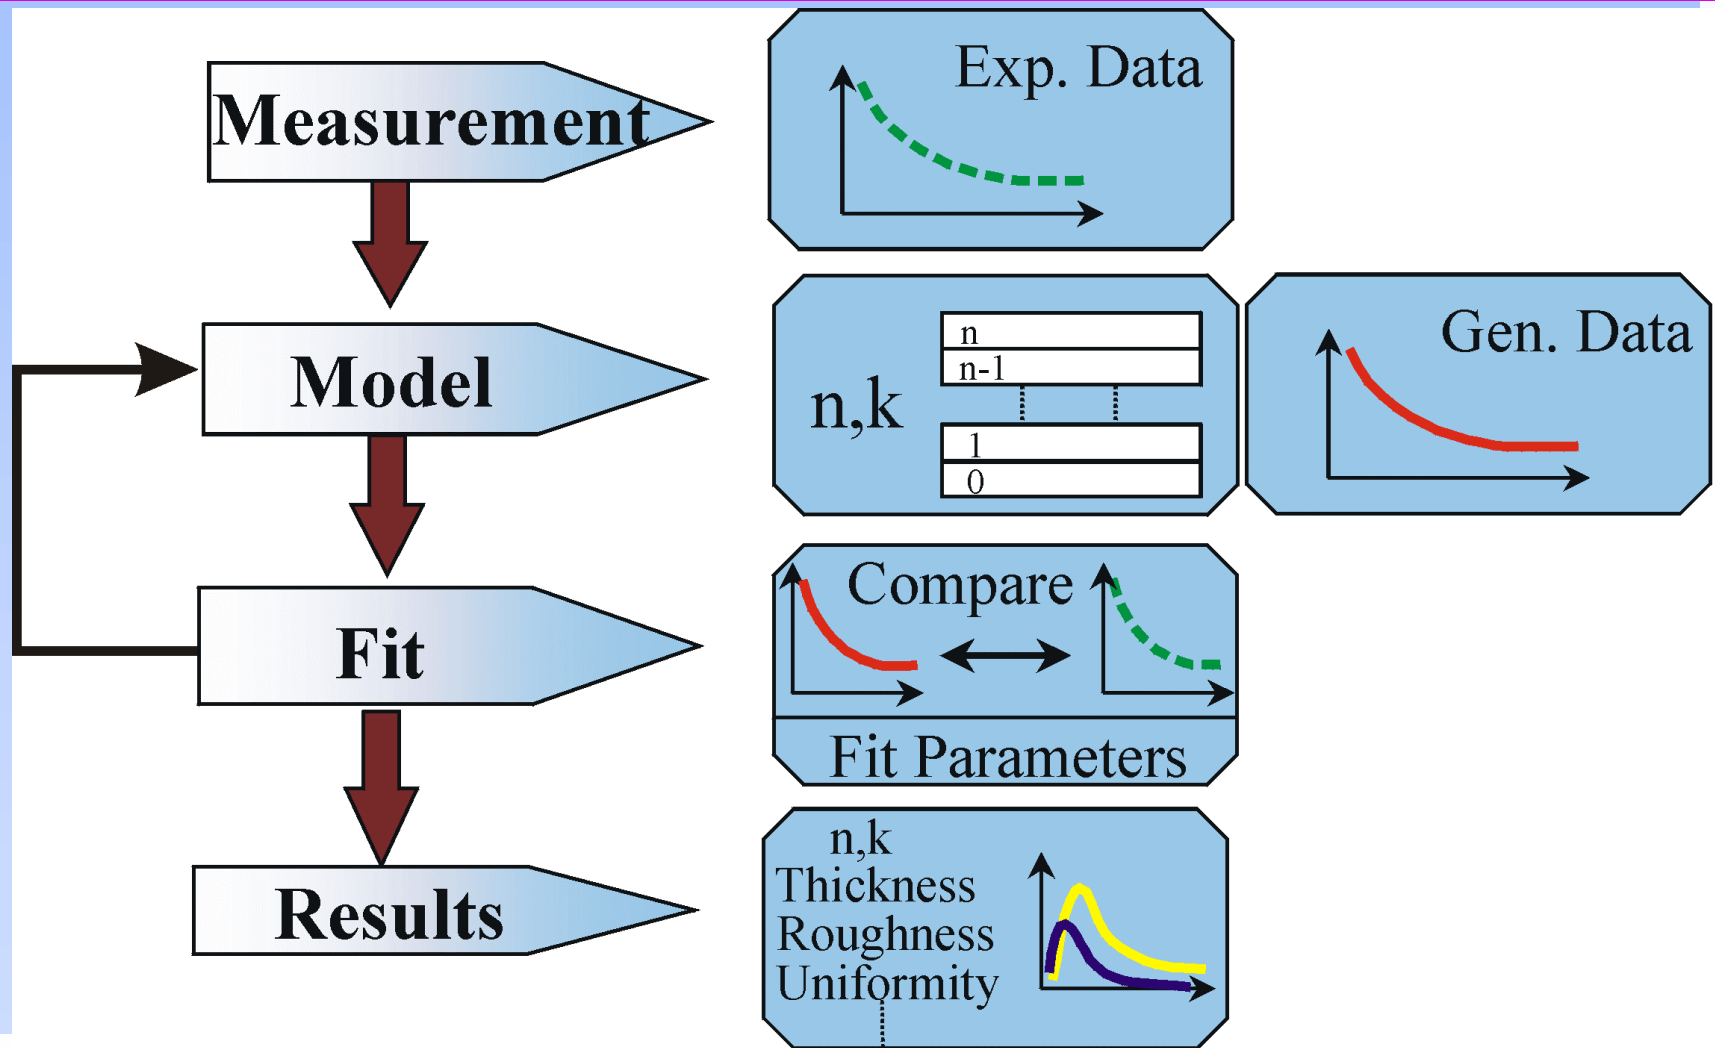 Measurement
Exp. Data
Model
n,k
n
n-1
1
0
Gen. Data
Fit
Compare
Fit Parameters
Results
n,k
Thickness
Roughness
Uniformity